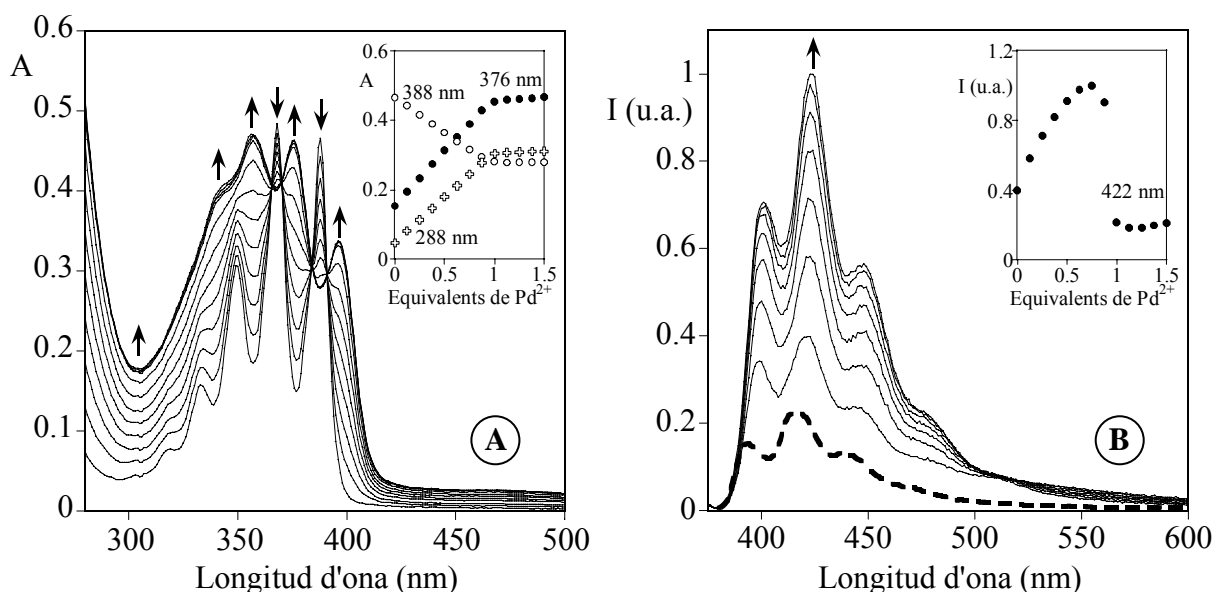 0.6
A
0.5
0.4
0.3
0.2
0.1
0
300
350
400
450
500
Longitud d'ona (nm)
A
0.6
A
0.4
0.2
0
388 nm
376 nm
288 nm
0
0.5
1
1.5
Equivalents de Pd²⁺
1
I (u.a.)
0.8
0.6
0.4
0.2
0
400
450
500
550
600
Longitud d'ona (nm)
B
1.2
I (u.a.)
0.8
0.4
0
422 nm
0
0.5
1
1.5
Equivalents de Pd²⁺